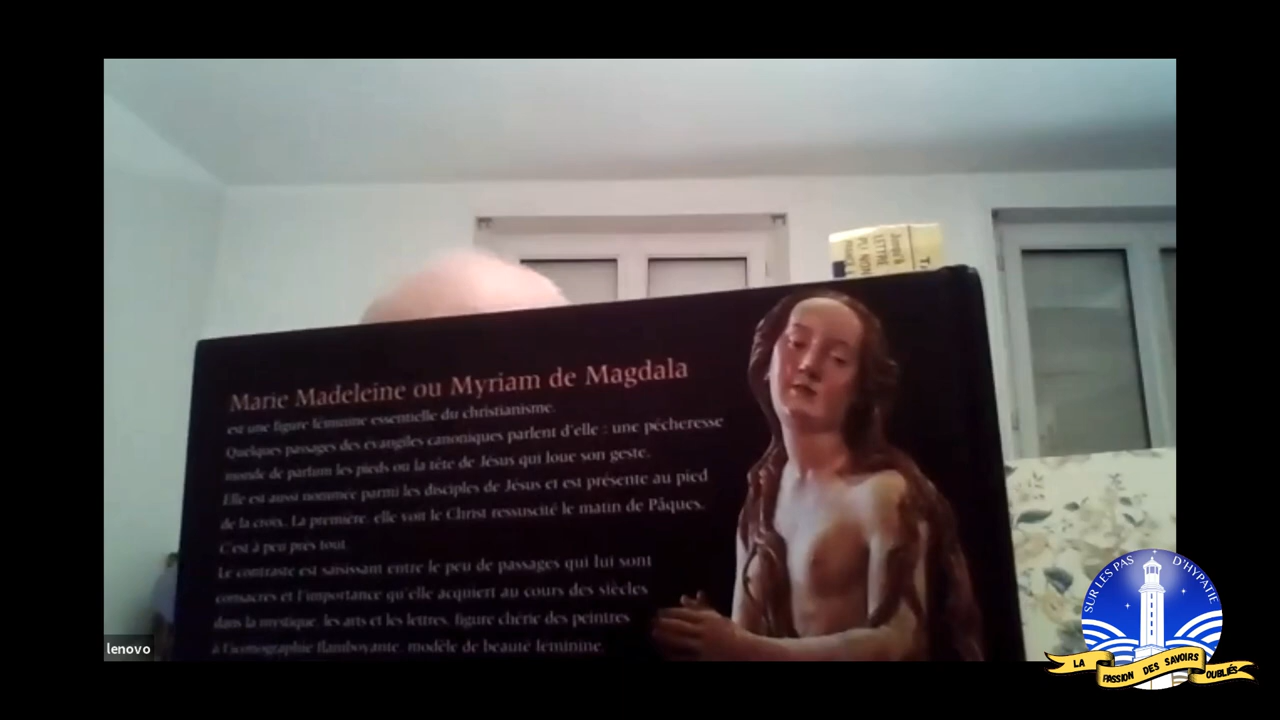 Jusqu'à
LETTRE
PLI NON
Marie Madeleine ou Myriam de Magdala
est une figure féminine essentielle du christianisme.
Quelques passages des évangiles canoniques parlent d'elle : une pécheresse
monde de parfum les pieds ou la tête de Jésus qui loue son geste.
Elle est aussi nommée parmi les disciples de Jésus et est présente au pied
de la croix. La première, elle voit le Christ ressuscité le matin de Pâques.
C'est à peu près tout.
Le contraste est saisissant entre le peu de passages qui lui sont
consacrés et l'importance qu'elle acquiert au cours des siècles
dans la mystique, les arts et les lettres, figure chérie des peintres
à l'iconographie flamboyante, modèle de beauté féminine.
lenovo
SUR LES PAS D'HYPATIE
LA PASSION DES SAVOIRS OUBLIÉS